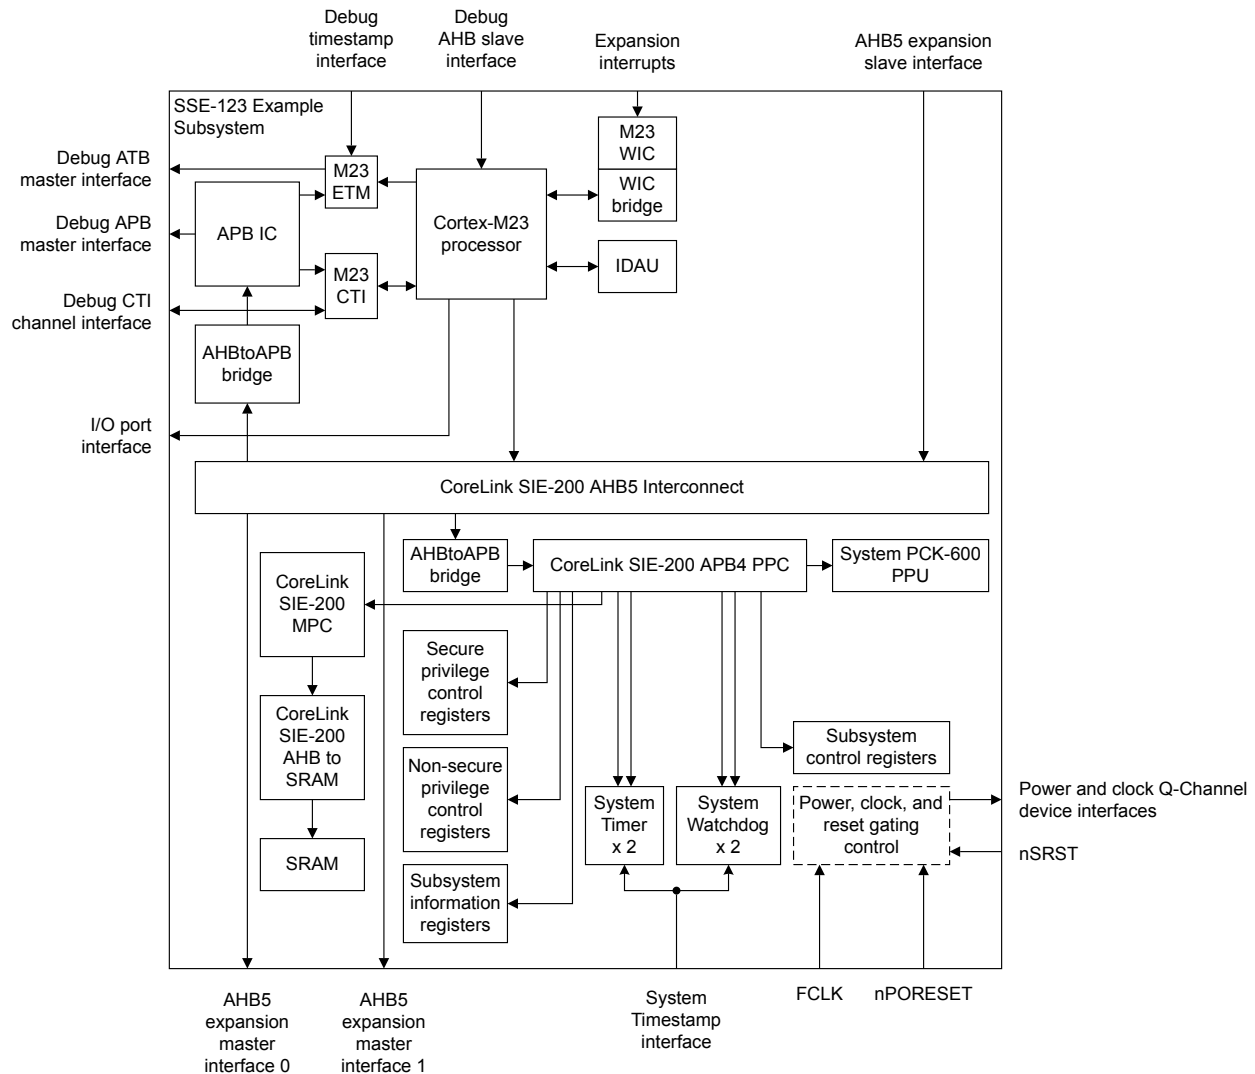 Debug
timestamp
interface
Debug
AHB slave
interface
Expansion
interrupts
AHB5 expansion
slave interface
SSE-123 Example
Subsystem
Debug ATB
master interface
Debug APB
master interface
Debug CTI
channel interface
I/O port
interface
M23
ETM
APB IC
M23
CTI
AHBtoAPB
bridge
Cortex-M23
processor
M23
WIC
WIC
bridge
IDAU
CoreLink SIE-200 AHB5 Interconnect
AHBtoAPB
bridge
CoreLink SIE-200 APB4 PPC
System PCK-600
PPU
CoreLink
SIE-200
MPC
CoreLink
SIE-200
AHB to
SRAM
SRAM
Secure
privilege
control
registers
Non-secure
privilege
control
registers
Subsystem
information
registers
System
Timer
x 2
System
Watchdog
x 2
Subsystem
control registers
Power, clock, and
reset gating
control
Power and clock Q-Channel
device interfaces
nSRST
AHB5
expansion
master
interface 0
AHB5
expansion
master
interface 1
System
Timestamp
interface
FCLK
nPORESET